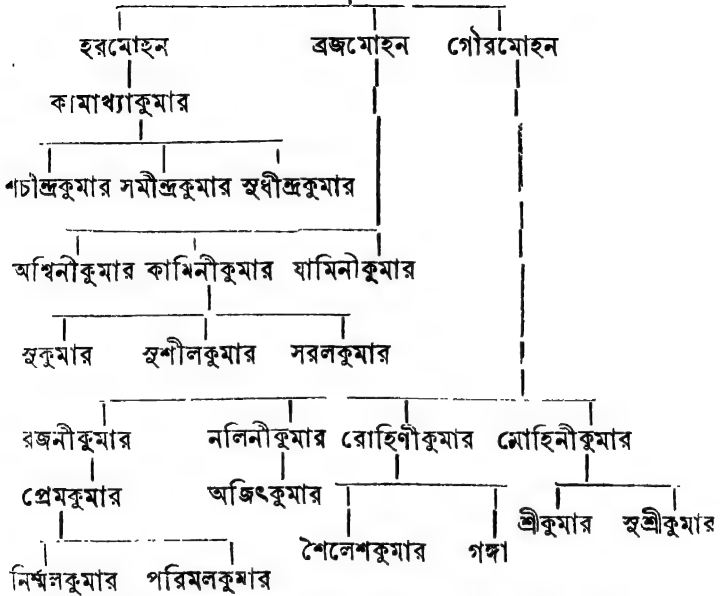 হরমোহন ব্রজমোহন গৌরমোহন
কামাখ্যাকুমার
শচীন্দ্রকুমার সমীন্দ্রকুমার সুধীন্দ্রকুমার
অশ্বিনীকুমার কামিনীকুমার যামিনীকুমার
সুকুমার সুশীলকুমার সরলকুমার
রজনীকুমার নলিনীকুমার রোহিণীকুমার মোহিনীকুমার
প্রেমকুমার অজিৎকুমার
শ্রীকুমার সুশ্রীকুমার
শৈলেশকুমার গঙ্গা
নির্ম্মলকুমার পরিমলকুমার